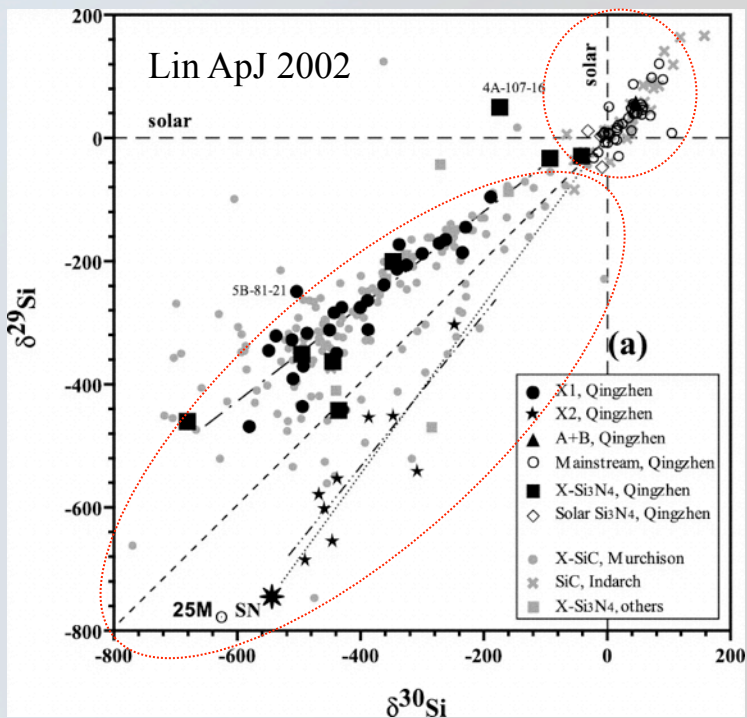 Lin ApJ 2002
4A-107-16
solar
solar
5B-81-21
(a)
X1, Qingzhen
X2, Qingzhen
A+B, Qingzhen
Mainstream, Qingzhen
X-Si3N4, Qingzhen
Solar Si3N4, Qingzhen
X-SiC, Murchison
SiC, Indarch
X-Si3N4, others
25M⊙ SN
200
0
-200
-400
-600
-800
-800
-600
-400
-200
0
200
δ29Si
δ30Si